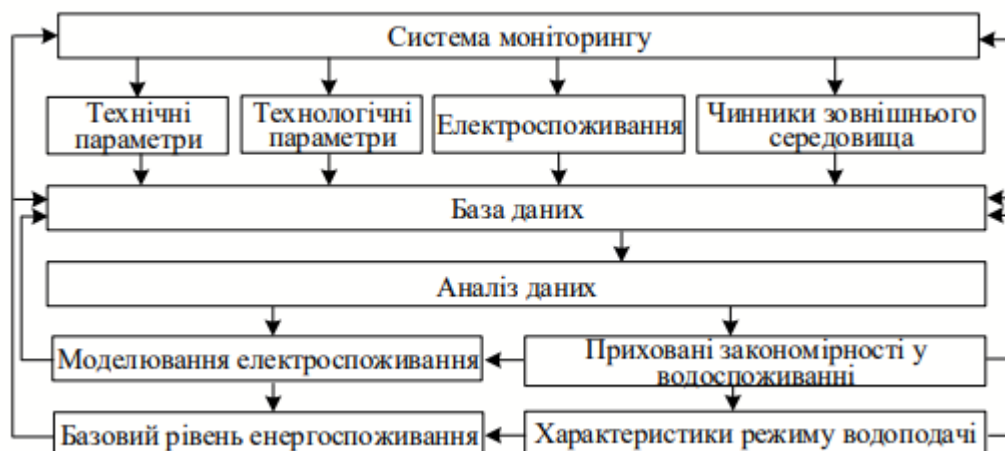 Система моніторингу
Технічні
параметри
Технологічні
параметри
Електроспоживання
Чинники зовнішнього
середовища
База даних
Аналіз даних
Моделювання електроспоживання
Приховані закономірності у
водоспоживанні
Базовий рівень енергоспоживання
Характеристики режиму водоподачі